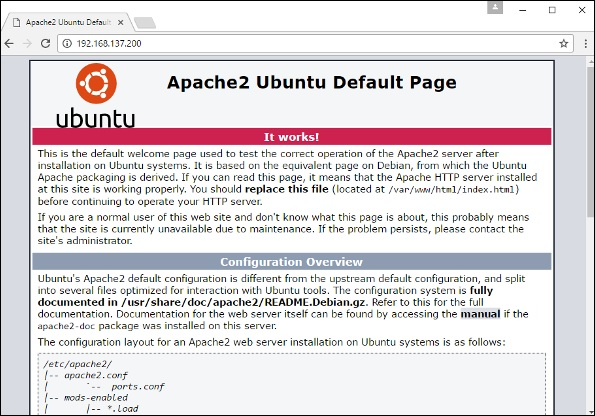 Apache2 Ubuntu Default
192.168.137.200
Apache2 Ubuntu Default Page
ubuntu
It works!
This is the default welcome page used to test the correct operation of the Apache2 server after
installation on Ubuntu systems. It is based on the equivalent page on Debian, from which the Ubuntu
Apache packaging is derived. If you can read this page, it means that the Apache HTTP server installed
at this site is working properly. You should replace this file (located at /var/www/html/index.html)
before continuing to operate your HTTP server.
If you are a normal user of this web site and don't know what this page is about, this probably means
that the site is currently unavailable due to maintenance. If the problem persists, please contact the
site's administrator.
Configuration Overview
Ubuntu's Apache2 default configuration is different from the upstream default configuration, and split
into several files optimized for interaction with Ubuntu tools. The configuration system is fully
documented in /usr/share/doc/apache2/README.Debian.gz. Refer to this for the full
documentation. Documentation for the web server itself can be found by accessing the manual if the
apache2-doc package was installed on this server.
The configuration layout for an Apache2 web server installation on Ubuntu systems is as follows:
/etc/apache2/
|-- apache2.conf
|       `--  ports.conf
|-- mods-enabled
|       |-- *.load